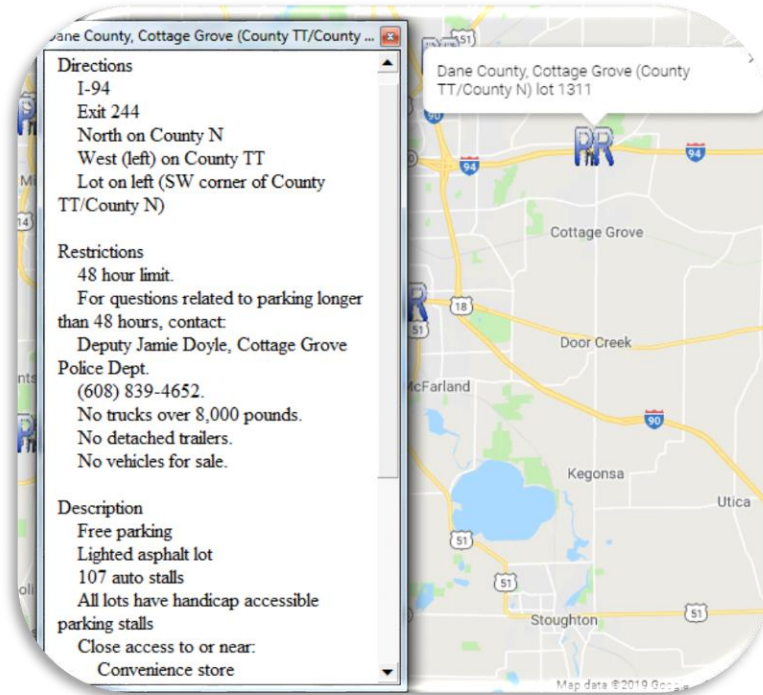 Dane County, Cottage Grove (County TT/County ...
Directions
I-94
Exit 244
North on County N
West (left) on County TT
Lot on left (SW corner of County
TT/County N)
Restrictions
48 hour limit.
For questions related to parking longer
than 48 hours, contact:
Deputy Jamie Doyle, Cottage Grove
Police Dept.
(608) 839-4652.
No trucks over 8,000 pounds.
No detached trailers.
No vehicles for sale.
Description
Free parking
Lighted asphalt lot
107 auto stalls
All lots have handicap accessible
parking stalls
Close access to or near:
Convenience store
Dane County, Cottage Grove (County
TT/County N) lot 1311
51
90
94
94
Cottage Grove
18
51
Door Creek
McFarland
90
Kegonsa
Utica
51
51
51
Stoughton
Map data ©2019